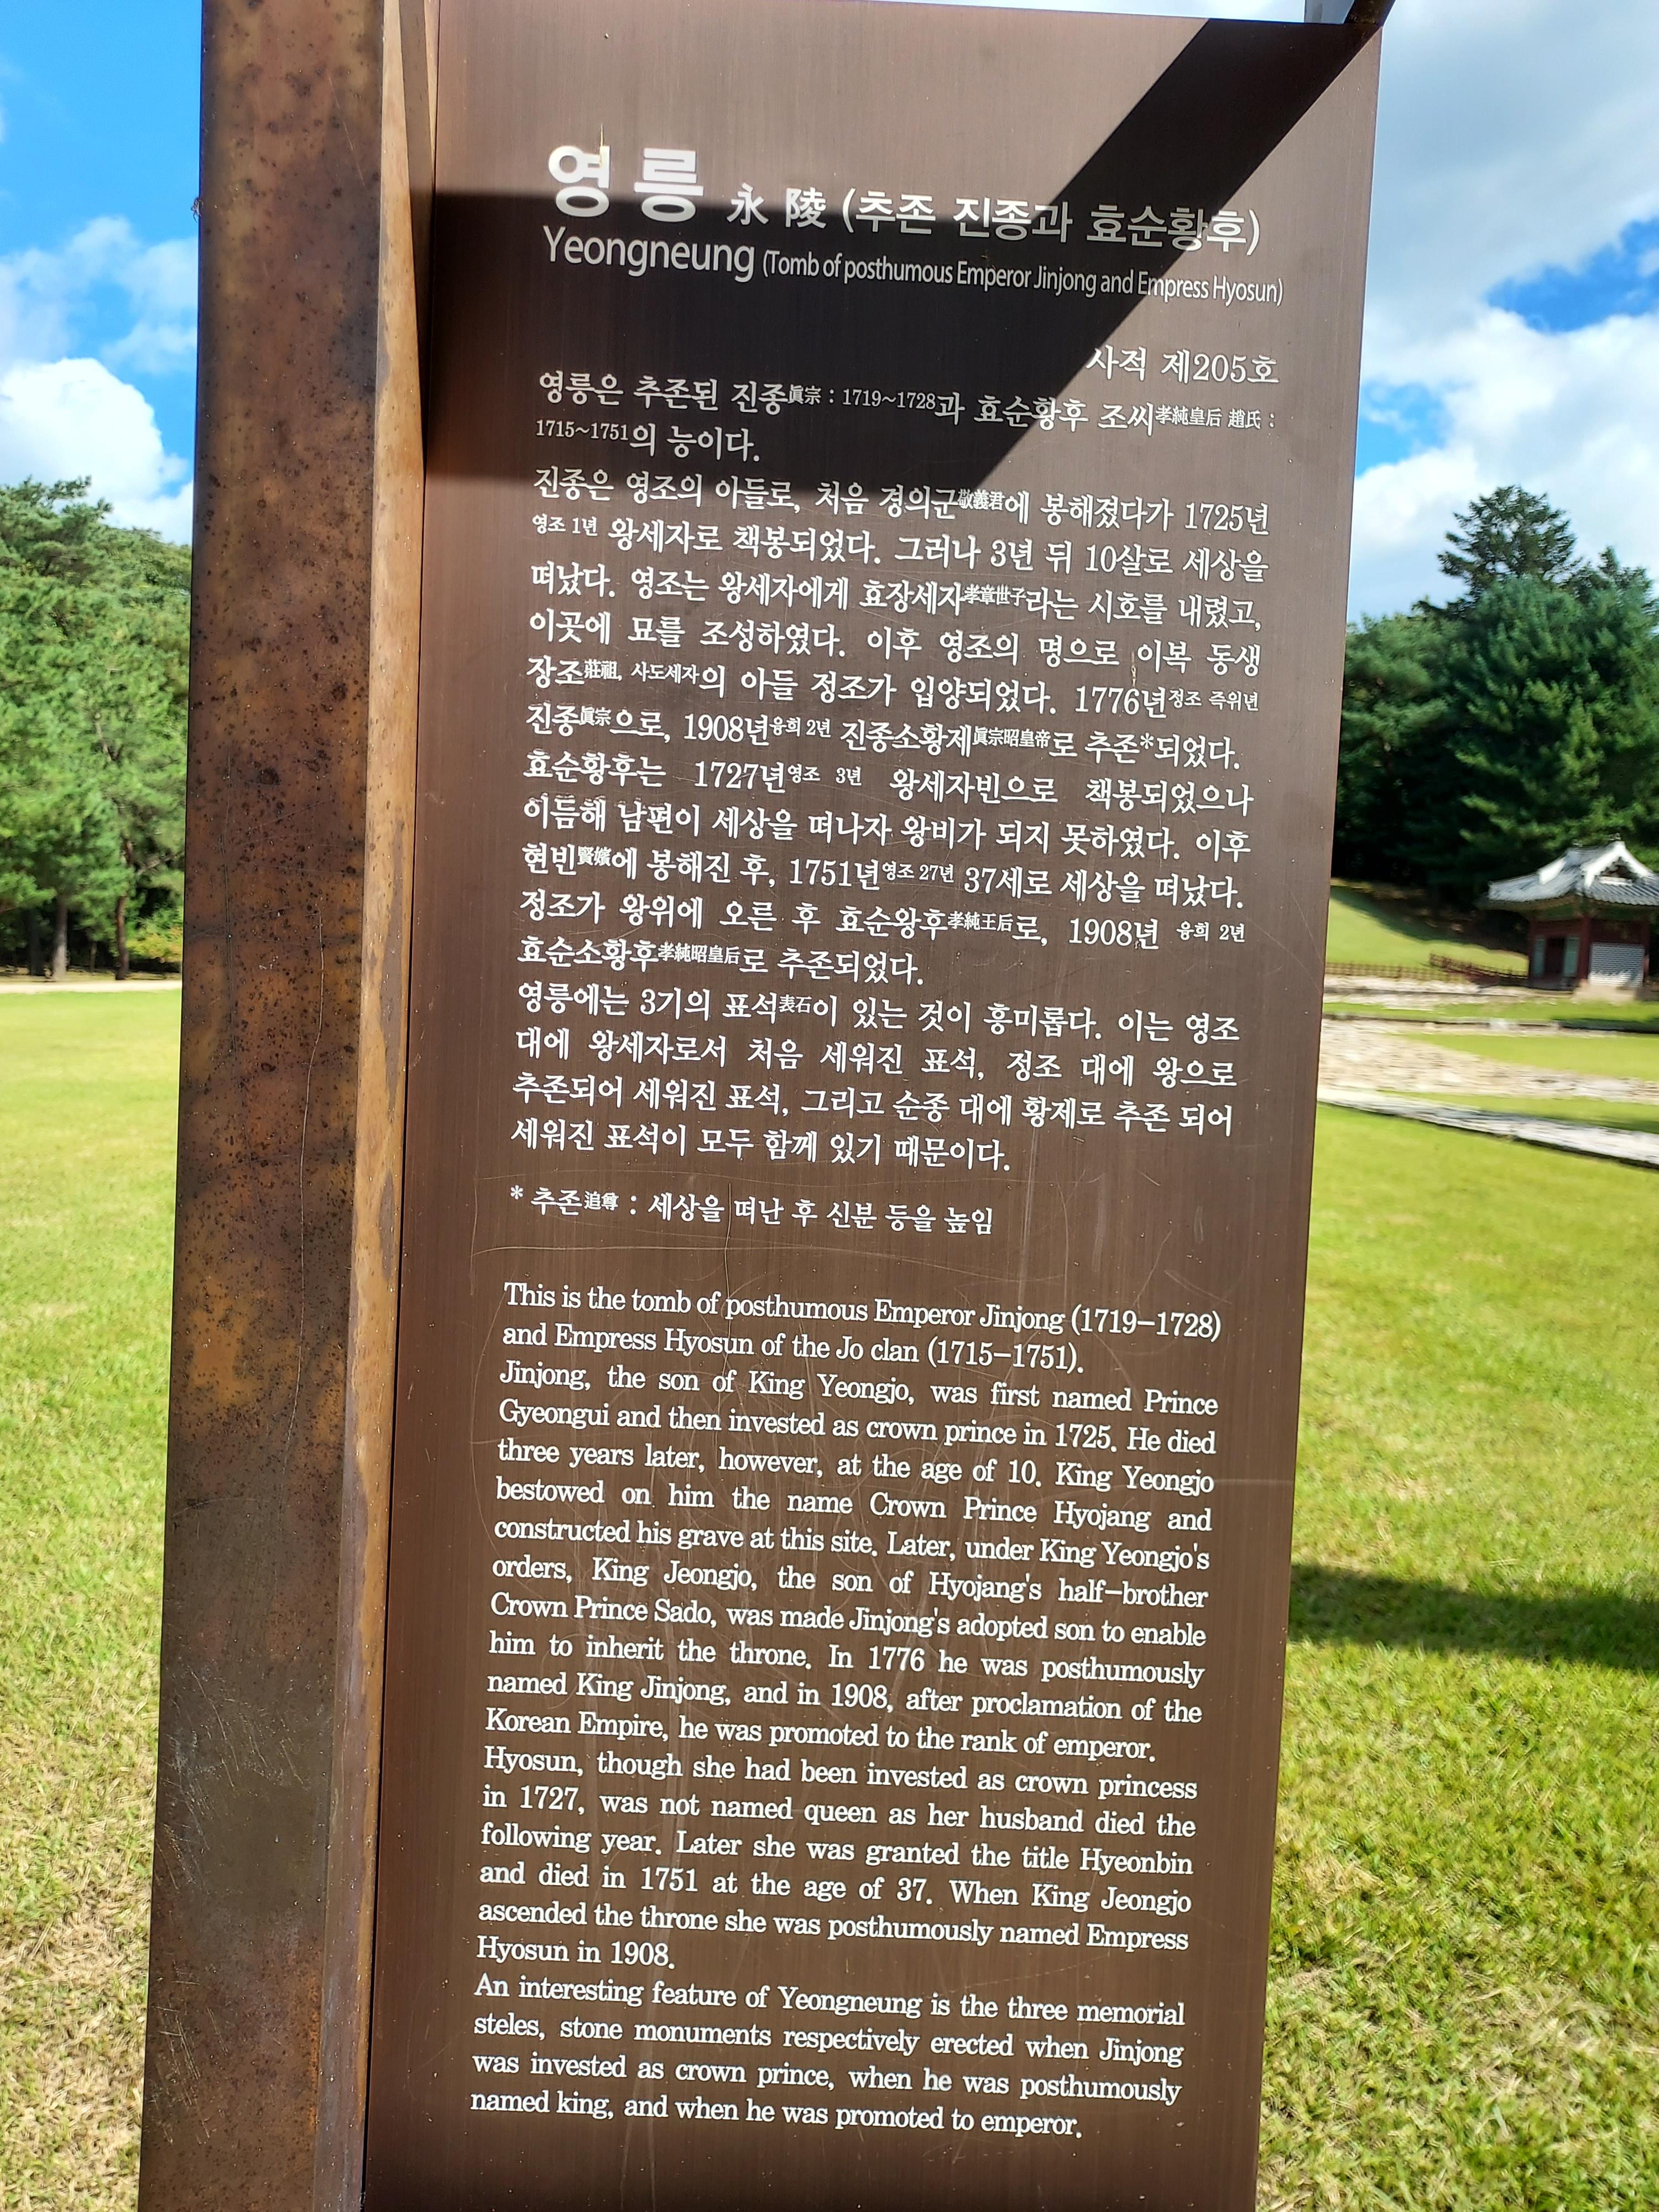 영릉 永陵 (추존 진종과 효순황후)
Yeongneung (Tomb of posthumous Emperor Jinjong and Empress Hyosun)
사적 제205호
영릉은 추존된 진종眞宗 : 1719~1728과 효순황후 조씨孝純皇后 趙氏 :
1715~1751의 능이다.
진종은 영조의 아들로, 처음 경의군敬義君에 봉해졌다가 1725년
영조 1년 왕세자로 책봉되었다. 그러나 3년 뒤 10살로 세상을
떠났다. 영조는 왕세자에게 효장세자孝章世子라는 시호를 내렸고,
이곳에 묘를 조성하였다. 이후 영조의 명으로 이복 동생
장조莊祖, 사도세자의 아들 정조가 입양되었다. 1776년정조 즉위년
진종眞宗으로, 1908년융희 2년 진종소황제眞宗昭皇帝로 추존*되었다.
효순황후는 1727년영조 3년 왕세자빈으로 책봉되었으나
이듬해 남편이 세상을 떠나자 왕비가 되지 못하였다. 이후
현빈賢嬪에 봉해진 후, 1751년영조 27년 37세로 세상을 떠났다.
정조가 왕위에 오른 후 효순왕후孝純王后로, 1908년 융희 2년
효순소황후孝純昭皇后로 추존되었다.
영릉에는 3기의 표석表石이 있는 것이 흥미롭다. 이는 영조
대에 왕세자로서 처음 세워진 표석, 정조 대에 왕으로
추존되어 세워진 표석, 그리고 순종 대에 황제로 추존 되어
세워진 표석이 모두 함께 있기 때문이다.
* 추존追尊 : 세상을 떠난 후 신분 등을 높임
This is the tomb of posthumous Emperor Jinjong (1719-1728)
and Empress Hyosun of the Jo clan (1715-1751).
Jinjong, the son of King Yeongjo, was first named Prince
Gyeongui and then invested as crown prince in 1725. He died
three years later, however, at the age of 10. King Yeongjo
bestowed on him the name Crown Prince Hyojang and
constructed his grave at this site. Later, under King Yeongjo's
orders, King Jeongjo, the son of Hyojang's half-brother
Crown Prince Sado, was made Jinjong's adopted son to enable
him to inherit the throne. In 1776 he was posthumously
named King Jinjong, and in 1908, after proclamation of the
Korean Empire, he was promoted to the rank of emperor.
Hyosun, though she had been invested as crown princess
in 1727, was not named queen as her husband died the
following year. Later she was granted the title Hyeonbin
and died in 1751 at the age of 37. When King Jeongjo
ascended the throne she was posthumously named Empress
Hyosun in 1908.
An interesting feature of Yeongneung is the three memorial
steles, stone monuments respectively erected when Jinjong
was invested as crown prince, when he was posthumously
named king, and when he was promoted to emperor.